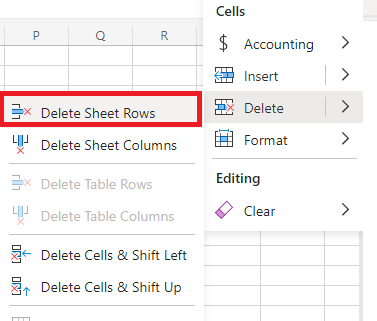 P Q R
Delete Sheet Rows
Delete Sheet Columns
Delete Table Rows
Delete Table Columns
Delete Cells & Shift Left
Delete Cells & Shift Up
Cells
$ Accounting
Insert
Delete
Format
Editing
Clear